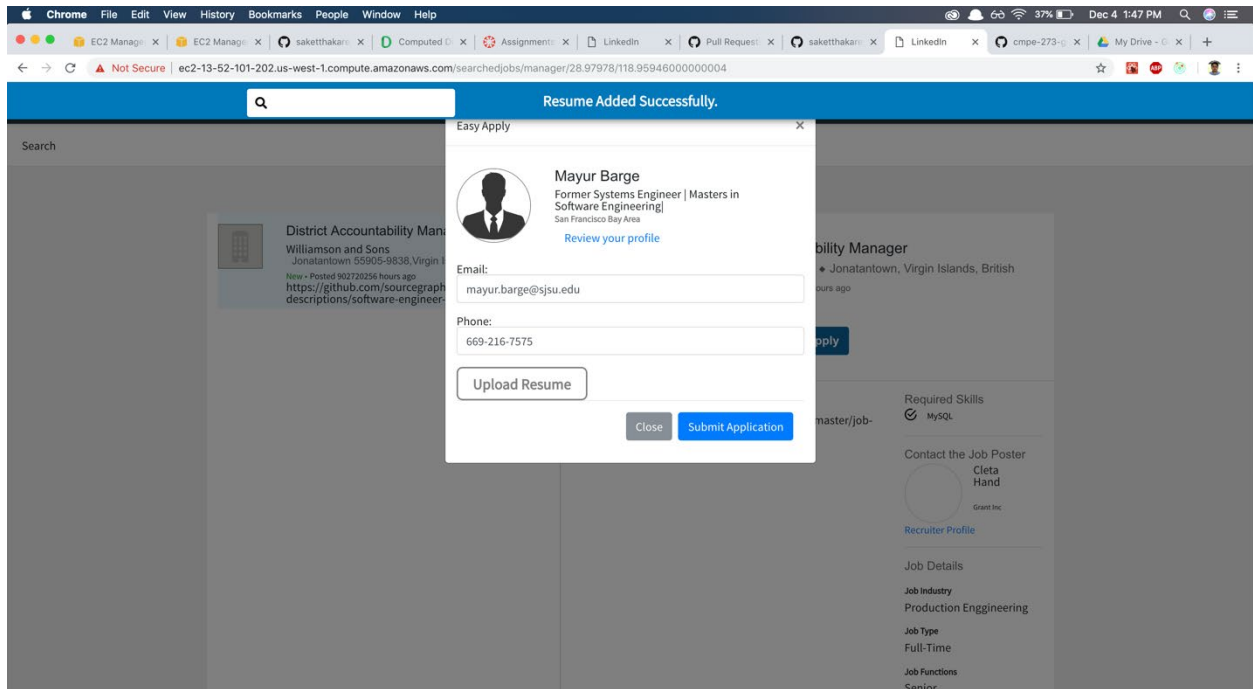 Chrome File Edit View History Bookmarks People Window Help 37% Dec 4 1:47 PM
EC2 Manage EC2 Manage saketthakar Computed D Assignment LinkedIn Pull Request saketthakar LinkedIn cmpe-273-g My Drive - G
Not Secure ec2-13-52-101-202.us-west-1.compute.amazonaws.com/searchedjobs/manager/28.97978/118.95946000000004
Resume Added Successfully.
Search
Easy Apply
Mayur Barge
Former Systems Engineer | Masters in
Software Engineering|
San Francisco Bay Area
Review your profile
Email:
mayur.barge@sjsu.edu
Phone:
669-216-7575
Upload Resume
Close Submit Application
District Accountability Mana
Williamson and Sons
Jonatantown 55905-9838,Virgin I
New - Posted 902720256 hours ago
https://github.com/sourcegraph
descriptions/software-engineer-
bility Manager
Jonatantown, Virgin Islands, British
ours ago
pply
master/job-
Required Skills
MySQL
Contact the Job Poster
Cleta
Hand
Grant Inc
Recruiter Profile
Job Details
Job Industry
Production Enggineering
Job Type
Full-Time
Job Functions
Senior